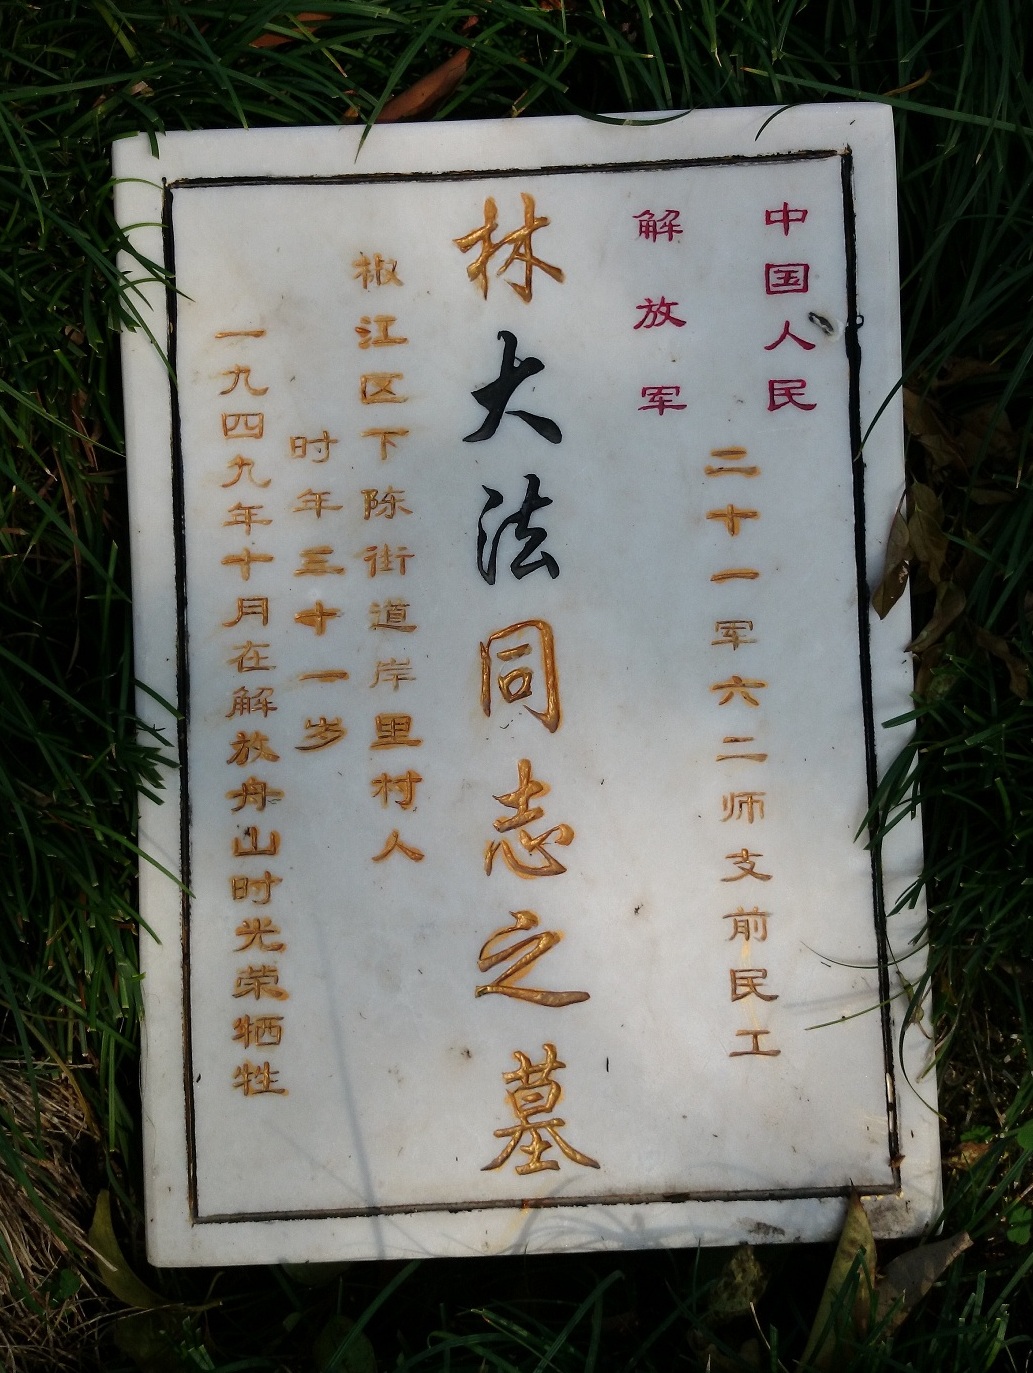 中国人民
解放军
二十一军六二师支前民工
林大法同志之墓
椒江区下陈街道岸里村人
时年三十一岁
一九四九年十月在解放舟山时光荣牺牲